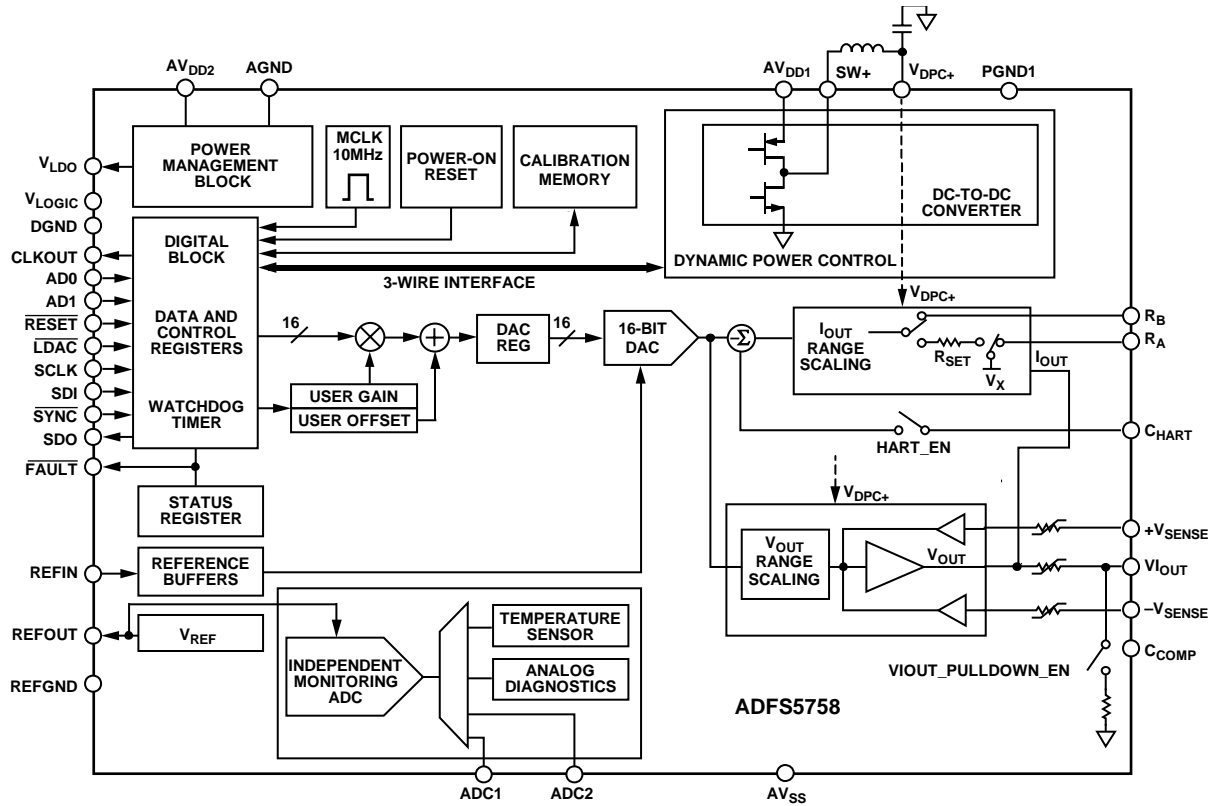 AVDD2
AGND
AVDD1
SW+
VDPC+
PGND1
POWER
MANAGEMENT
BLOCK
MCLK
10MHz
POWER-ON
RESET
CALIBRATION
MEMORY
DC-TO-DC
CONVERTER
DYNAMIC POWER CONTROL
VLDO
VLOGIC
DGND
CLKOUT
AD0
AD1
RESET
LDAC
SCLK
SDI
SYNC
SDO
FAULT
DIGITAL
BLOCK
DATA AND
CONTROL
REGISTERS
WATCHDOG
TIMER
3-WIRE INTERFACE
16
USER GAIN
USER OFFSET
DAC
REG
16
16-BIT
DAC
–Σ
VDPC+
IOUT
RANGE
SCALING
RSET
VX
IOUT
RB
RA
HART_EN
CHART
STATUS
REGISTER
VDPC+
VOUT
RANGE
SCALING
VOUT
+VSENSE
VIOUT
–VSENSE
CCOMP
VIOUT_PULLDOWN_EN
REFIN
REFERENCE
BUFFERS
REFOUT
VREF
REFGND
INDEPENDENT
MONITORING
ADC
TEMPERATURE
SENSOR
ANALOG
DIAGNOSTICS
ADFS5758
ADC1
ADC2
AVSS